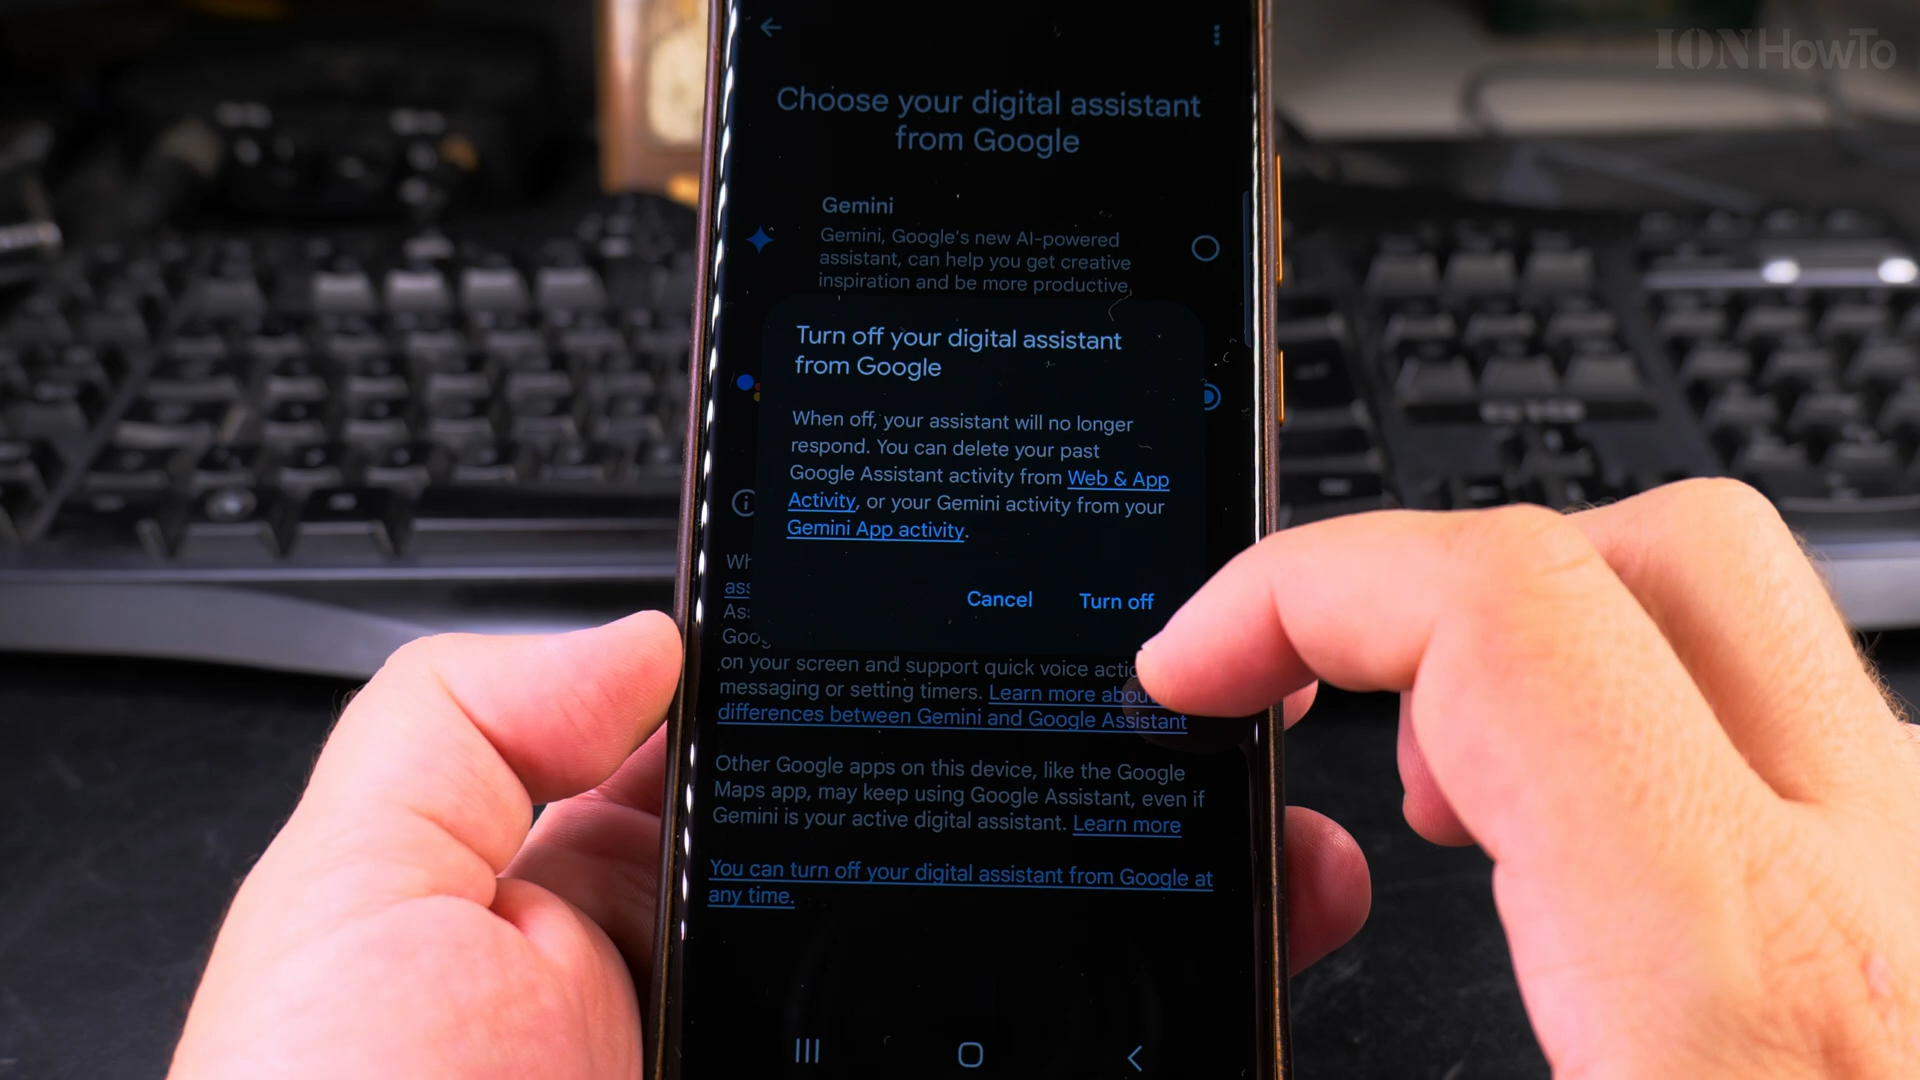 IONHowTo
Choose your digital assistant
from Google
Gemini
Gemini, Google's new AI-powered
assistant, can help you get creative
inspiration and be more productive,
Turn off your digital assistant
from Google
When off, your assistant will no longer
respond. You can delete your past
Google Assistant activity from Web & App
Activity, or your Gemini activity from your
Gemini App activity.
Cancel Turn off
on your screen and support quick voice
messaging or setting timers. Learn more
differences between Gemini and Google Assistant
Other Google apps on this device, like the Google
Maps app, may keep using Google Assistant, even if
Gemini is your active digital assistant. Learn more
You can turn off your digital assistant from Google at
any time.